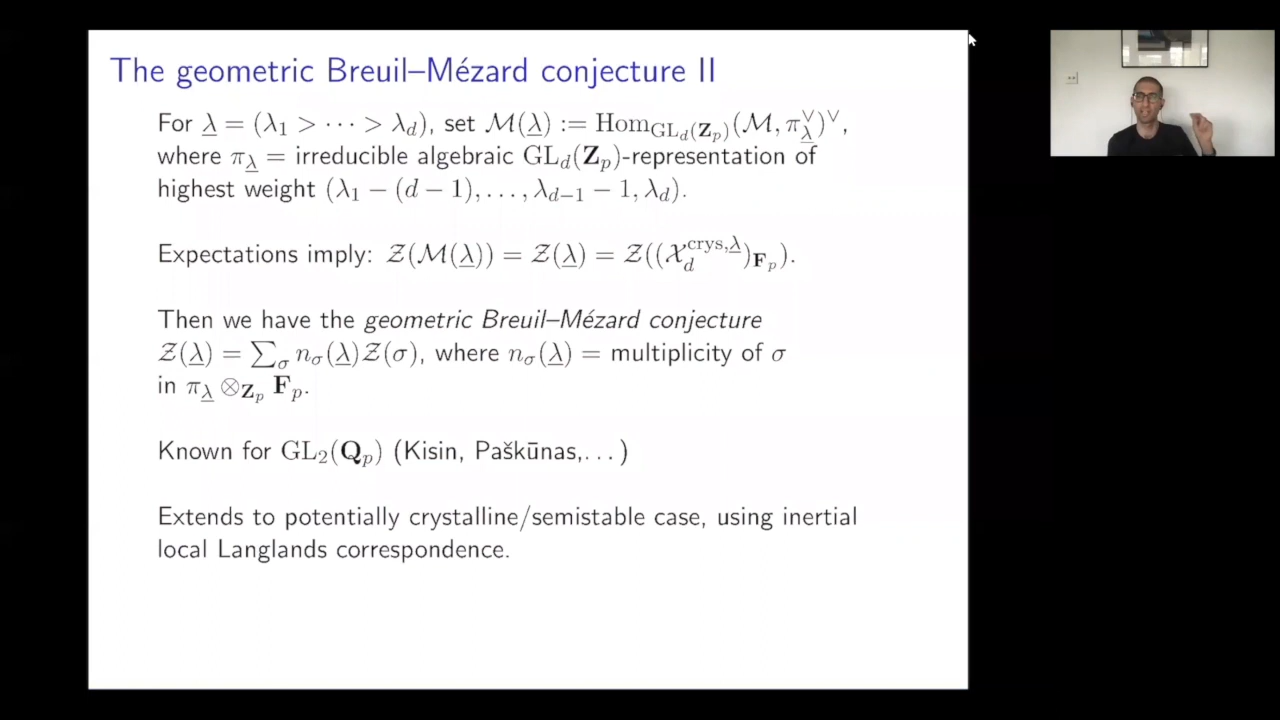 The geometric Breuil–Mézard conjecture II
For λ = (λ₁ > ⋯ > λ_d), set ℳ(λ) := Hom_{GL_d(Z_p)}(ℳ, π_λ^∨)^∨,
where π_λ = irreducible algebraic GL_d(Z_p)-representation of
highest weight (λ₁ − (d − 1), . . . , λ_{d−1} − 1, λ_d).
Expectations imply: 𝒵(ℳ(λ)) = 𝒵(λ) = 𝒵((𝒳_d^{crys,λ})_{F_p}).
Then we have the geometric Breuil–Mézard conjecture
𝒵(λ) = ∑_σ n_σ(λ)𝒵(σ), where n_σ(λ) = multiplicity of σ
in π_λ ⊗_{Z_p} F_p.
Known for GL₂(Q_p) (Kisin, Paškūnas,. . . )
Extends to potentially crystalline/semistable case, using inertial
local Langlands correspondence.